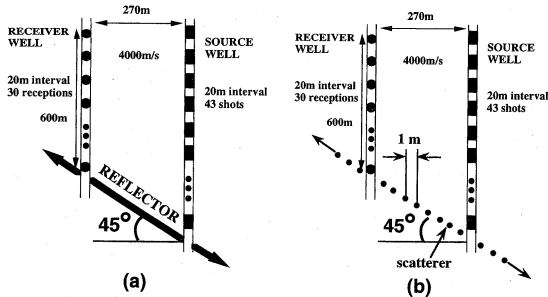 270m
RECEIVER
WELL
4000m/s
SOURCE
WELL
20m interval
30 receptions
20m interval
43 shots
600m
REFLECTOR
45°
(a)
270m
RECEIVER
WELL
4000m/s
SOURCE
WELL
20m interval
30 receptions
20m interval
43 shots
600m
1 m
45°
scatterer
(b)